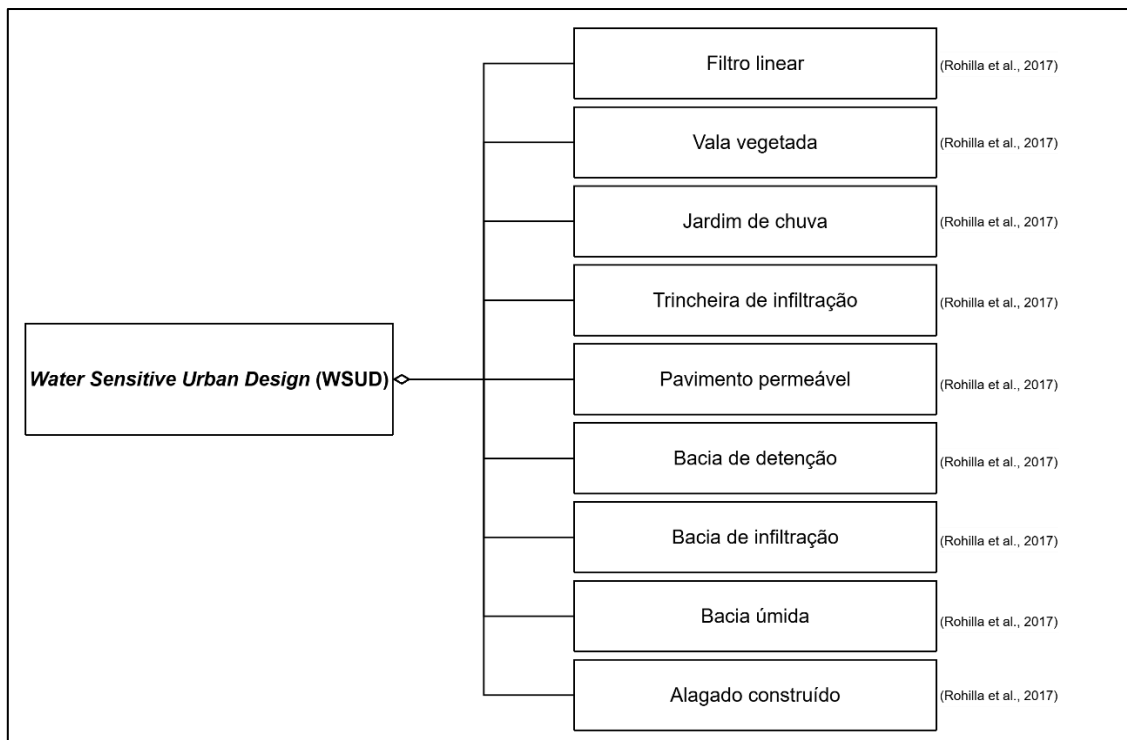 Filtro linear (Rohilla et al., 2017)
Vala vegetada (Rohilla et al., 2017)
Jardim de chuva (Rohilla et al., 2017)
Trincheira de infiltração (Rohilla et al., 2017)
Water Sensitive Urban Design (WSUD)
Pavimento permeável (Rohilla et al., 2017)
Bacia de detenção (Rohilla et al., 2017)
Bacia de infiltração (Rohilla et al., 2017)
Bacia úmida (Rohilla et al., 2017)
Alagado construído (Rohilla et al., 2017)